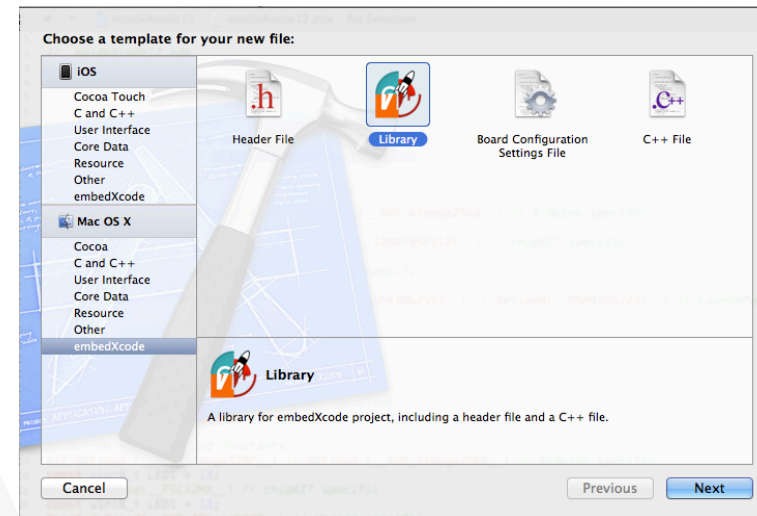 Choose a template for your new file:
iOS
Cocoa Touch
C and C++
User Interface
Core Data
Resource
Other
embedXcode
Mac OS X
Cocoa
C and C++
User Interface
Core Data
Resource
Other
embedXcode
.h
Header File
Library
Board Configuration
Settings File
.C++
C++ File
Library
A library for embedXcode project, including a header file and a C++ file.
Cancel
Previous
Next